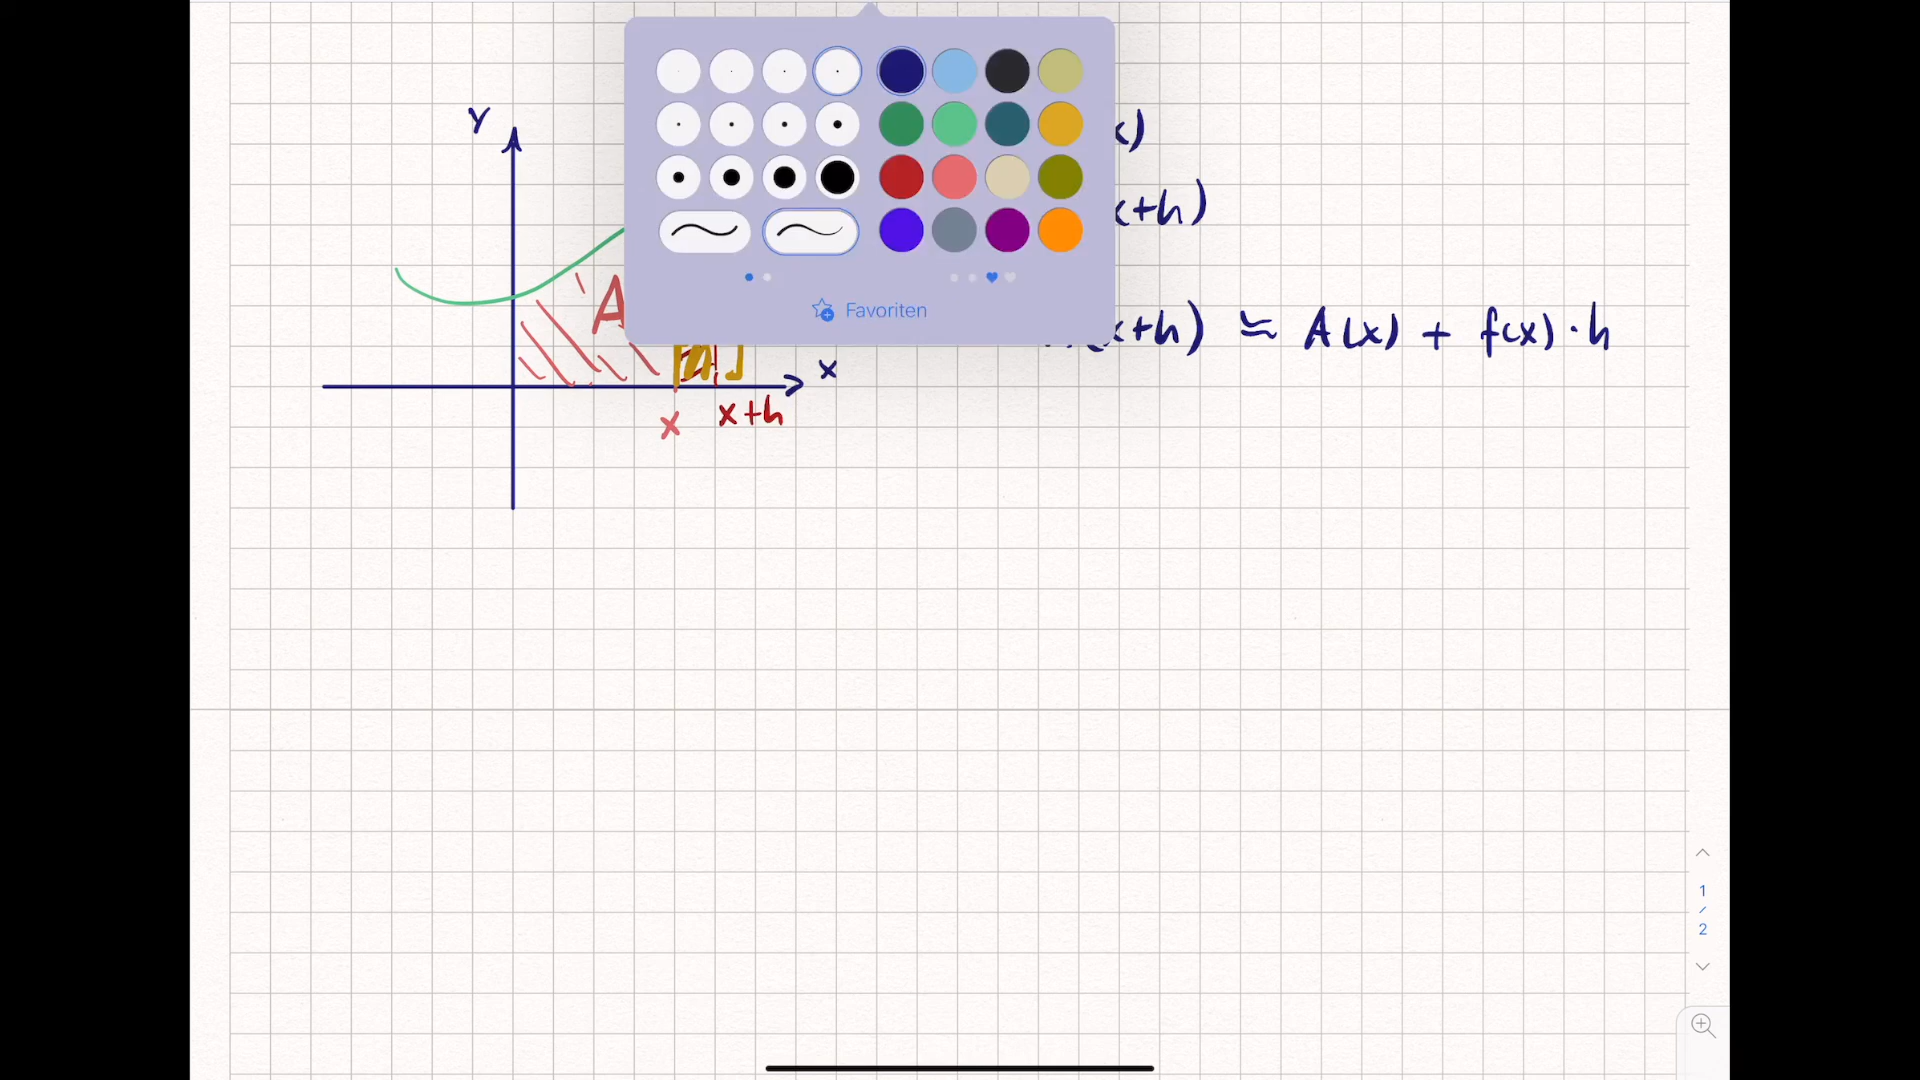 Y
x)
x+h)
A
(x+h) ≈ A(x) + f(x) · h
x
x x+h
Favoriten
1
/
2